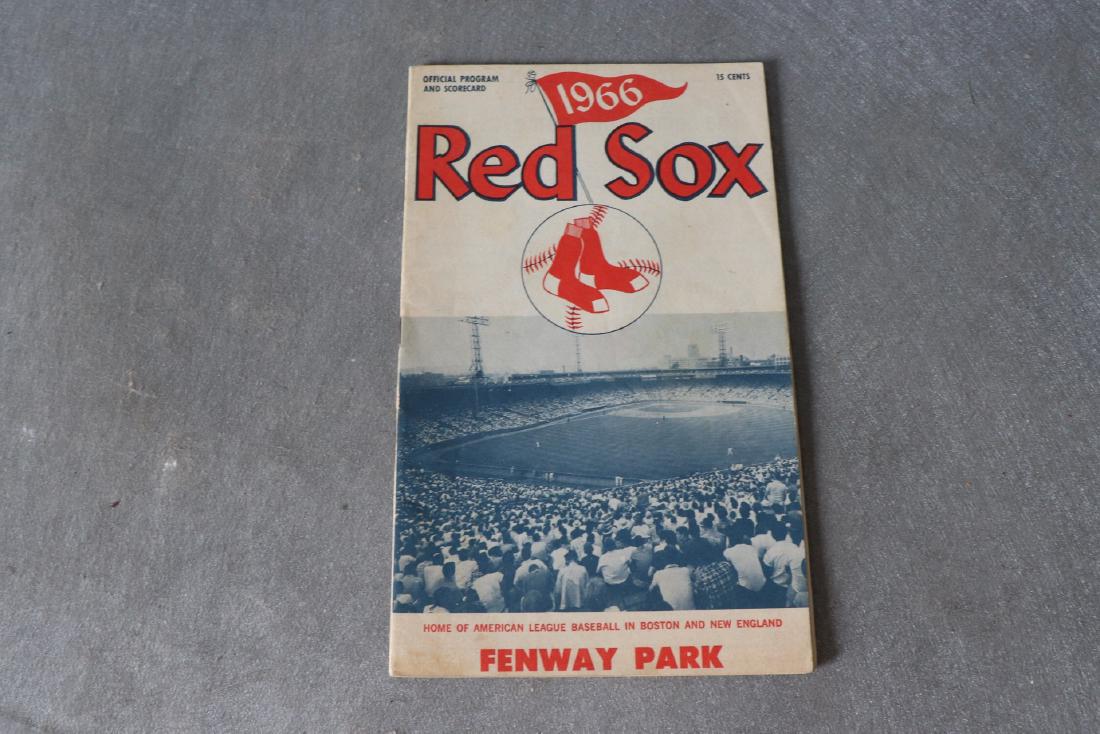 OFFICIAL PROGRAM
AND SCORECARD
15 CENTS
1966
Red Sox
HOME OF AMERICAN LEAGUE BASEBALL IN BOSTON AND NEW ENGLAND
FENWAY PARK